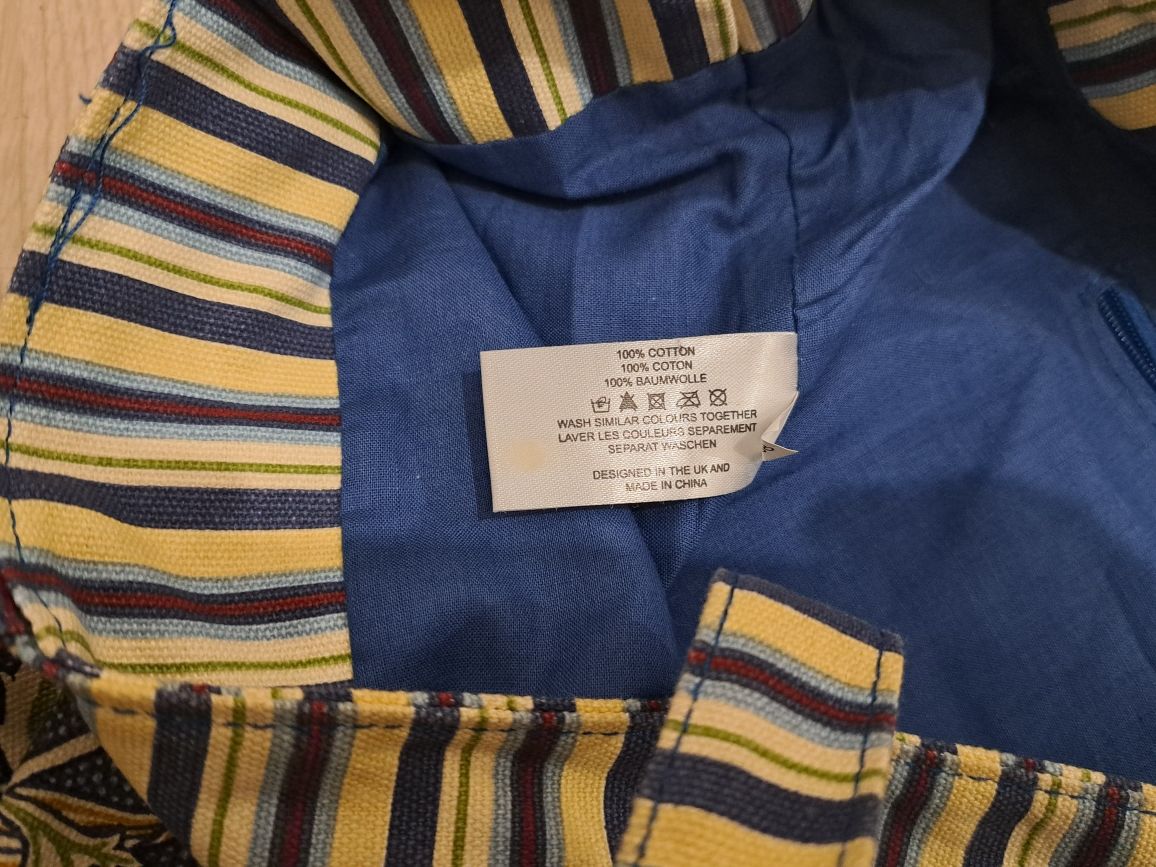 100% COTTON
100% COTON
100% BAUMWOLLE
WASH SIMILAR COLOURS TOGETHER
LAVER LES COULEURS SEPAREMENT
SEPARAT WASCHEN
DESIGNED IN THE UK AND
MADE IN CHINA